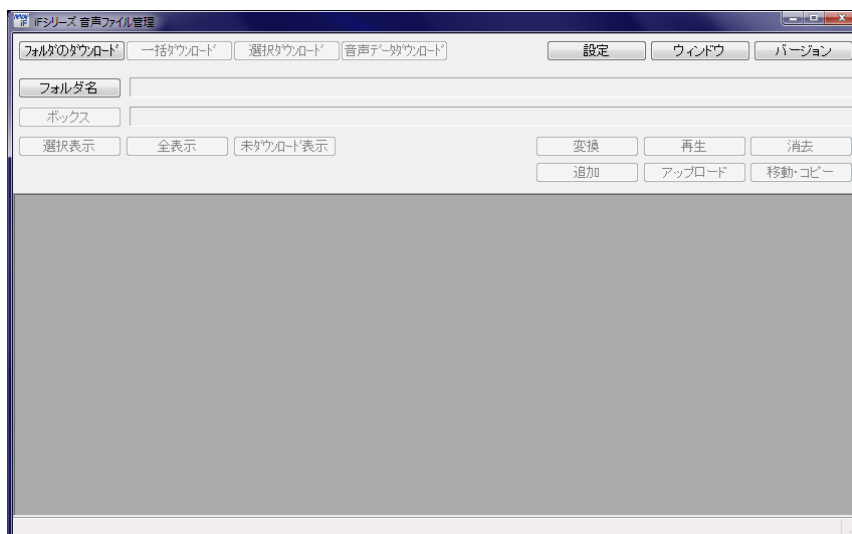 iFシリーズ 音声ファイル管理
ﾌｫﾙﾀﾞのﾀﾞｳﾝﾛｰﾄﾞ 一括ﾀﾞｳﾝﾛｰﾄﾞ 選択ﾀﾞｳﾝﾛｰﾄﾞ 音声ﾃﾞｰﾀﾀﾞｳﾝﾛｰﾄﾞ 設定 ウィンドウ バージョン
フォルダ名
ボックス
選択表示 全表示 未ﾀﾞｳﾝﾛｰﾄﾞ表示 変換 再生 消去
追加 アップロード 移動･コピー